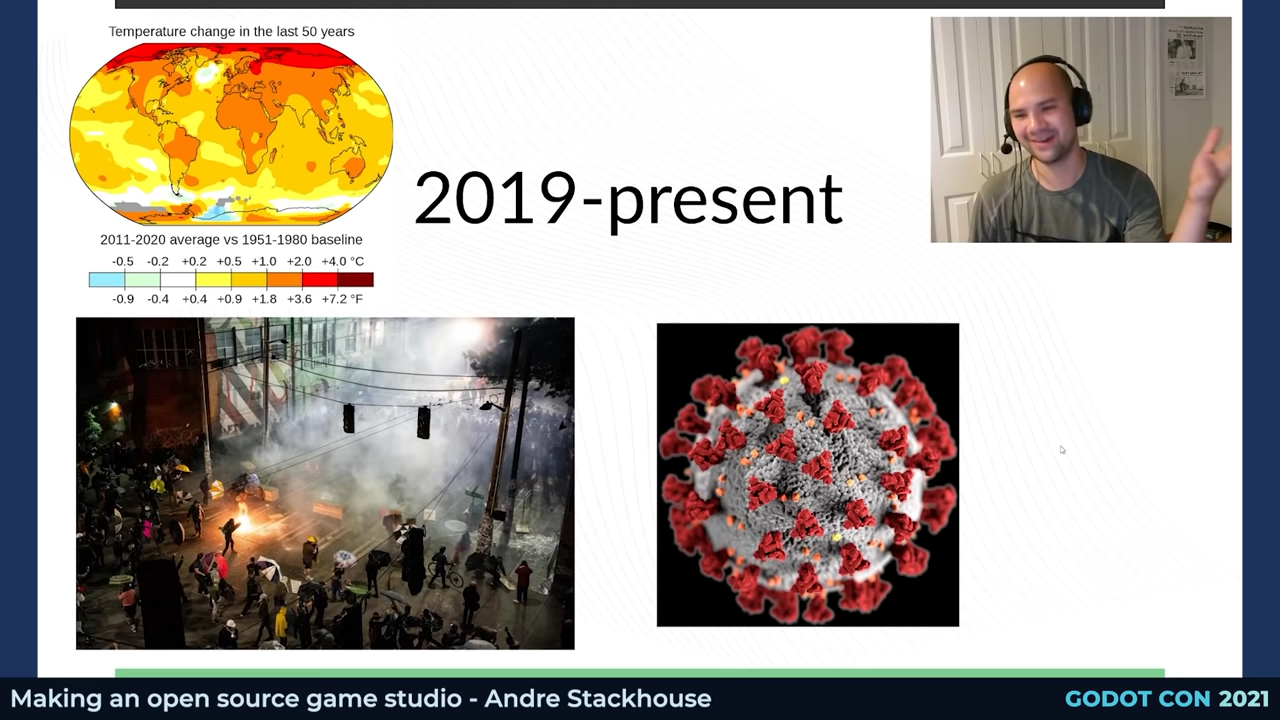 Temperature change in the last 50 years
2019-present
2011-2020 average vs 1951-1980 baseline
-0.5 -0.2 +0.2 +0.5 +1.0 +2.0 +4.0 °C
-0.9 -0.4 +0.4 +0.9 +1.8 +3.6 +7.2 °F
Making an open source game studio - Andre Stackhouse
GODOT CON 2021